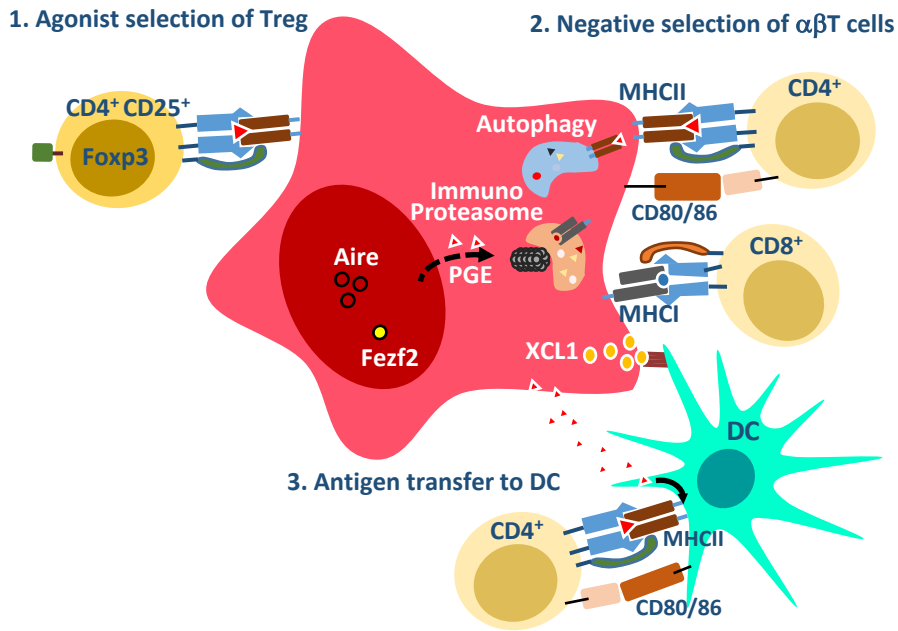 1. Agonist selection of Treg
2. Negative selection of αβT cells
CD4⁺ CD25⁺
Foxp3
MHCII
CD4⁺
Autophagy
CD80/86
Immuno
Proteasome
PGE
Aire
Fezf2
CD8⁺
MHCI
XCL1
DC
3. Antigen transfer to DC
CD4⁺
MHCII
CD80/86